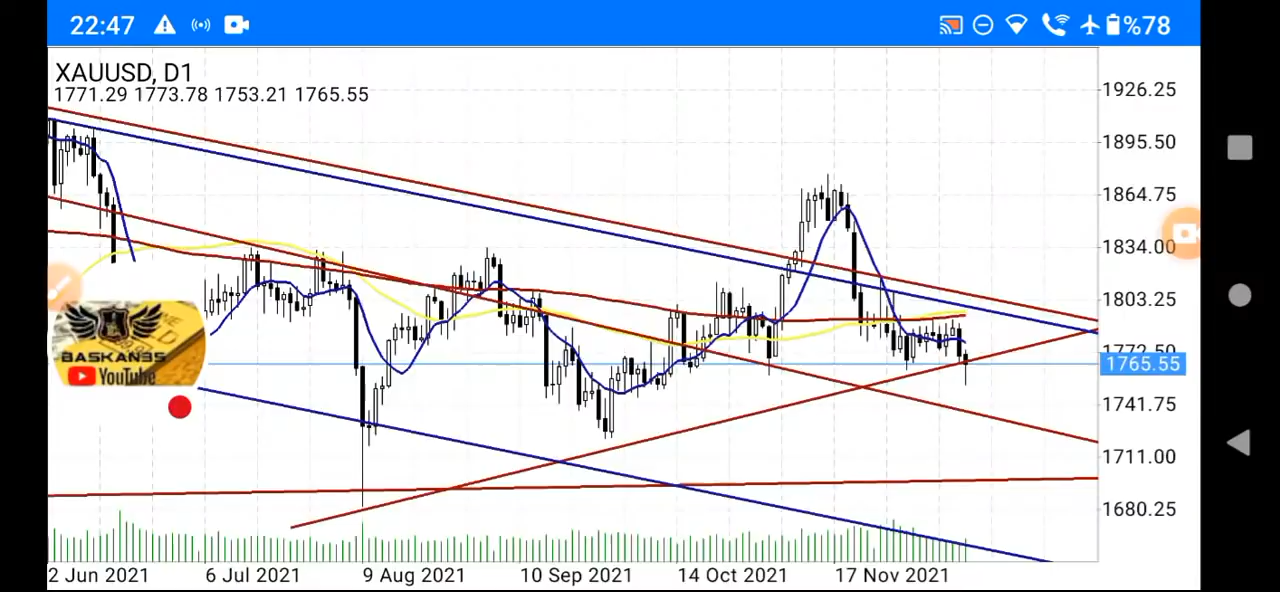 22:47
%78
XAUUSD, D1
1771.29 1773.78 1753.21 1765.55
1926.25
1895.50
1864.75
1834.00
1803.25
1772.50
1765.55
1741.75
1711.00
1680.25
BASKAN35
YouTube
2 Jun 2021
6 Jul 2021
9 Aug 2021
10 Sep 2021
14 Oct 2021
17 Nov 2021